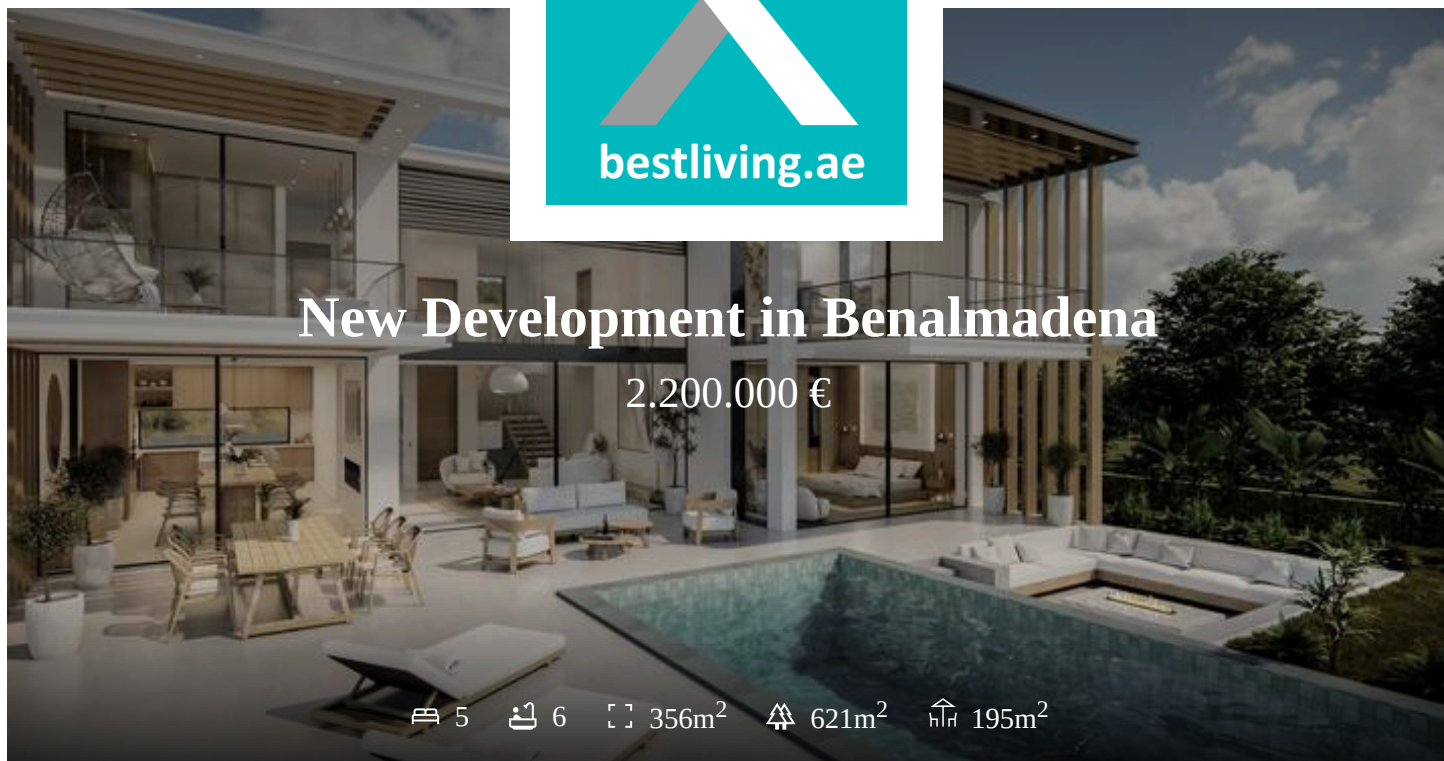 bestliving.ae
New Development in Benalmadena
2.200.000 €
5 6 356m² 621m² 195m²